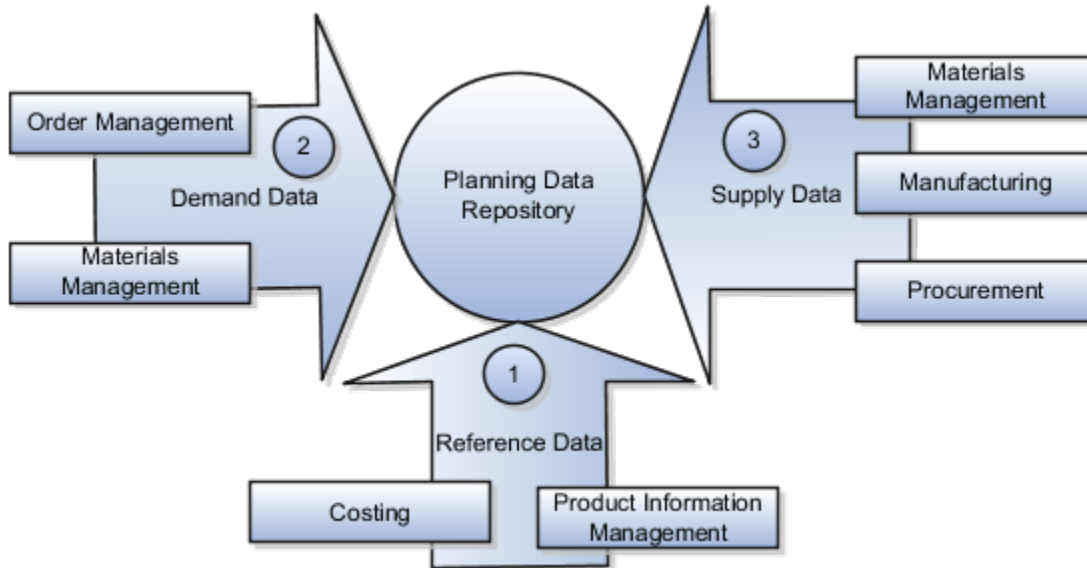 Order Management
2
Demand Data
Materials
Management
Planning Data
Repository
3
Supply Data
Materials
Management
Manufacturing
Procurement
1
Reference Data
Costing
Product Information
Management